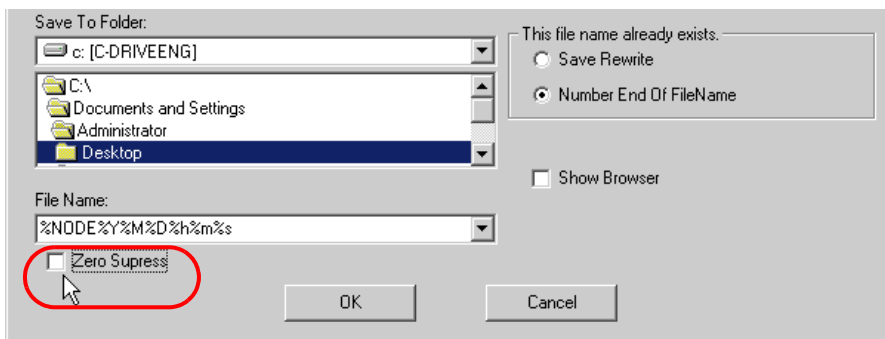 Save To Folder:
c: [C-DRIVEENG]
C:\
Documents and Settings
Administrator
Desktop
File Name:
%NODE%Y%M%D%h%m%s
Zero Supress
This file name already exists.
Save Rewrite
Number End Of FileName
Show Browser
OK
Cancel